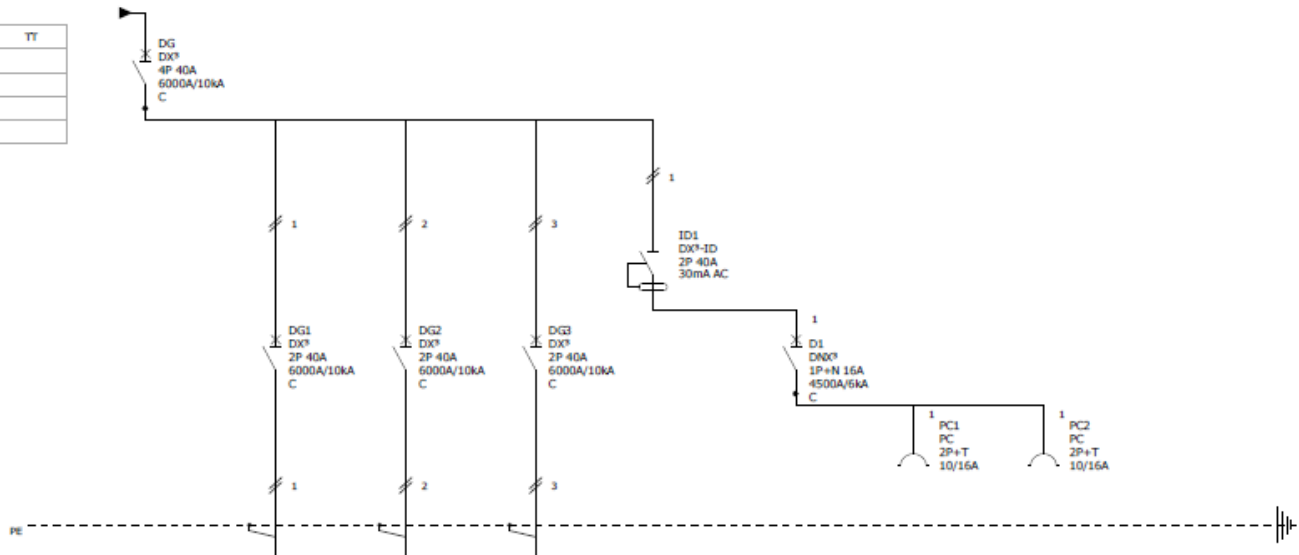 TT
DG
DX³
4P 40A
6000A/10kA
C
1
1
2
3
ID1
DX³-ID
2P 40A
30mA AC
1
DG1
DX³
2P 40A
6000A/10kA
C
DG2
DX³
2P 40A
6000A/10kA
C
DG3
DX³
2P 40A
6000A/10kA
C
D1
DNX³
1P+N 16A
4500A/6kA
C
1
PC1
PC
2P+T
10/16A
1
PC2
PC
2P+T
10/16A
1
2
3
PE